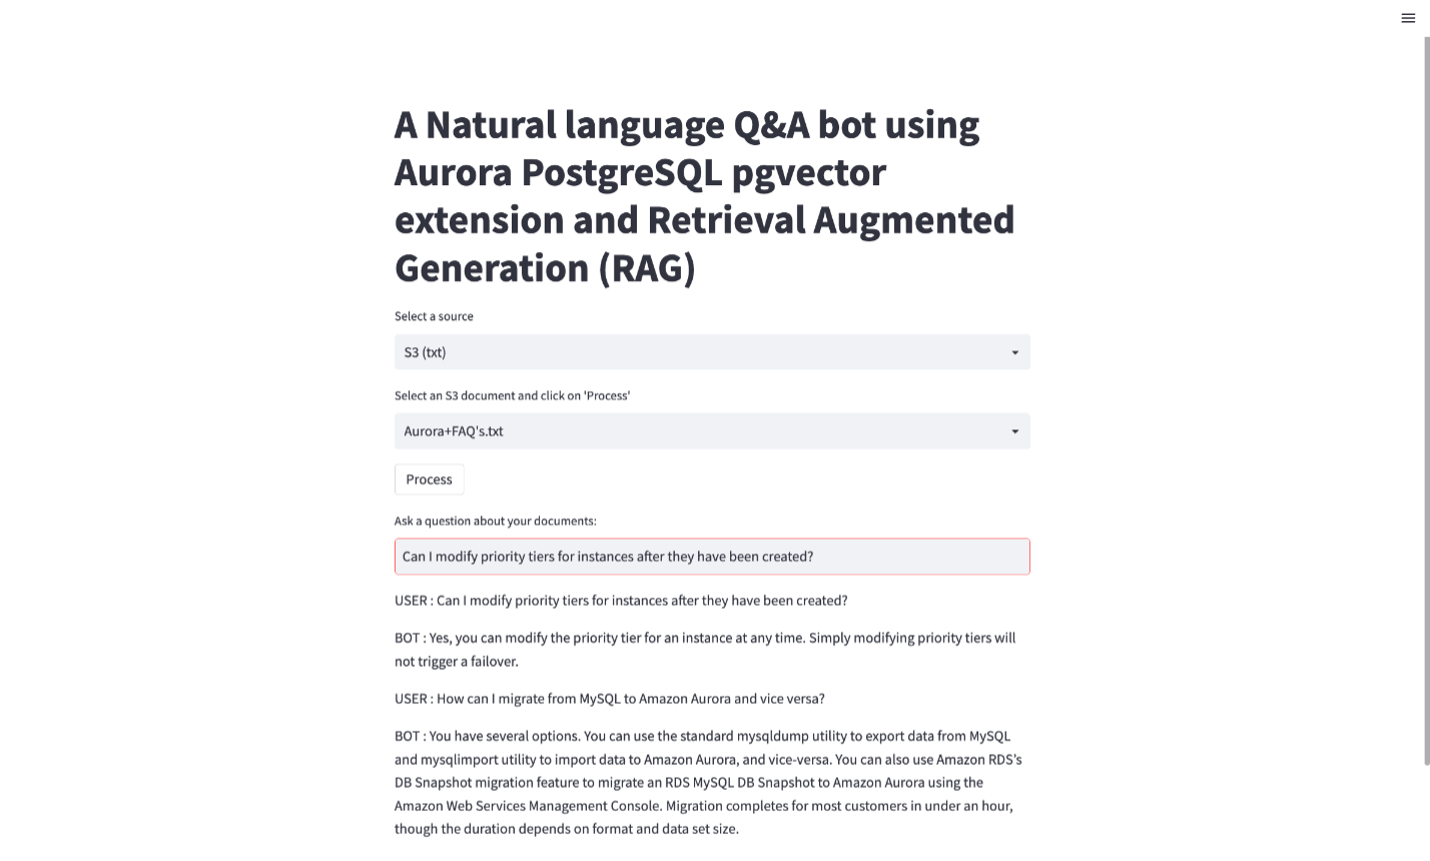 A Natural language Q&A bot using
Aurora PostgreSQL pgvector
extension and Retrieval Augmented
Generation (RAG)
Select a source
S3 (txt)
Select an S3 document and click on 'Process'
Aurora+FAQ's.txt
Process
Ask a question about your documents:
Can I modify priority tiers for instances after they have been created?
USER : Can I modify priority tiers for instances after they have been created?
BOT : Yes, you can modify the priority tier for an instance at any time. Simply modifying priority tiers will
not trigger a failover.
USER : How can I migrate from MySQL to Amazon Aurora and vice versa?
BOT : You have several options. You can use the standard mysqldump utility to export data from MySQL
and mysqlimport utility to import data to Amazon Aurora, and vice-versa. You can also use Amazon RDS's
DB Snapshot migration feature to migrate an RDS MySQL DB Snapshot to Amazon Aurora using the
Amazon Web Services Management Console. Migration completes for most customers in under an hour,
though the duration depends on format and data set size.